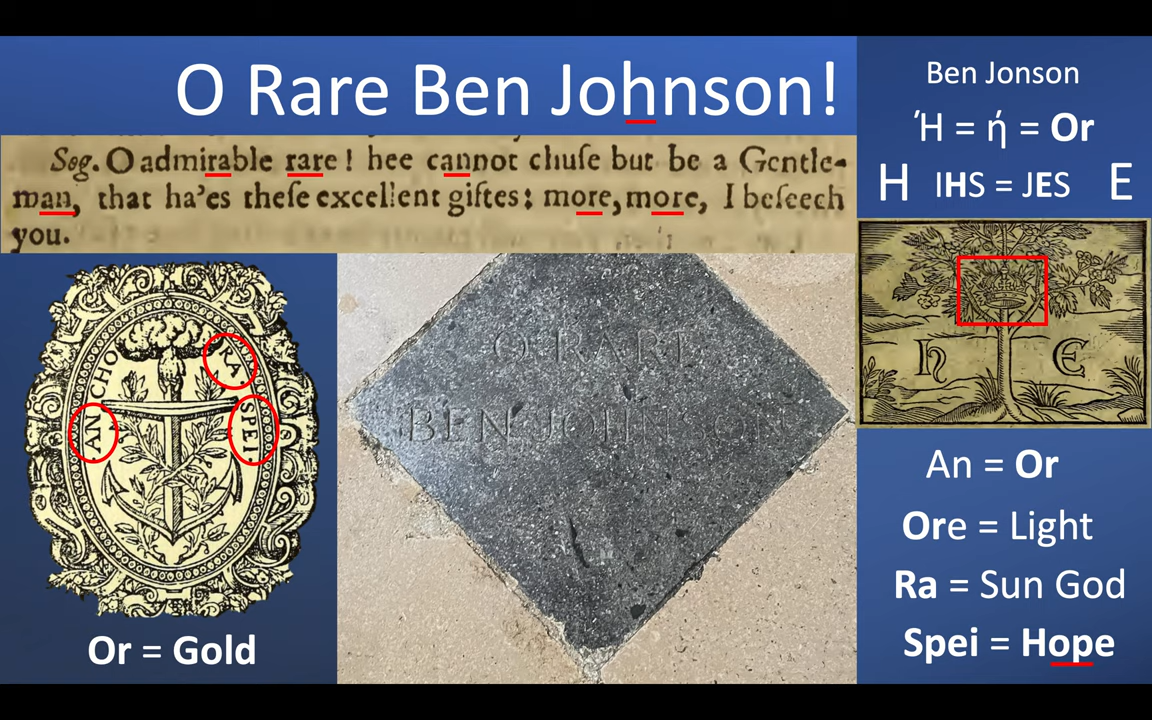 O Rare Ben Johnson!
Seg. O admirable rare! hee cannot chuſe but be a Gentle-
man, that ha'es theſe excellent giftes: more, more, I beſeech
you.
AN CHO RA SPEI
Or = Gold
O RARE
BEN JOHN
Ben Jonson
Ἡ = ἡ = Or
H IHS = JES E
H E
An = Or
Ore = Light
Ra = Sun God
Spei = Hope